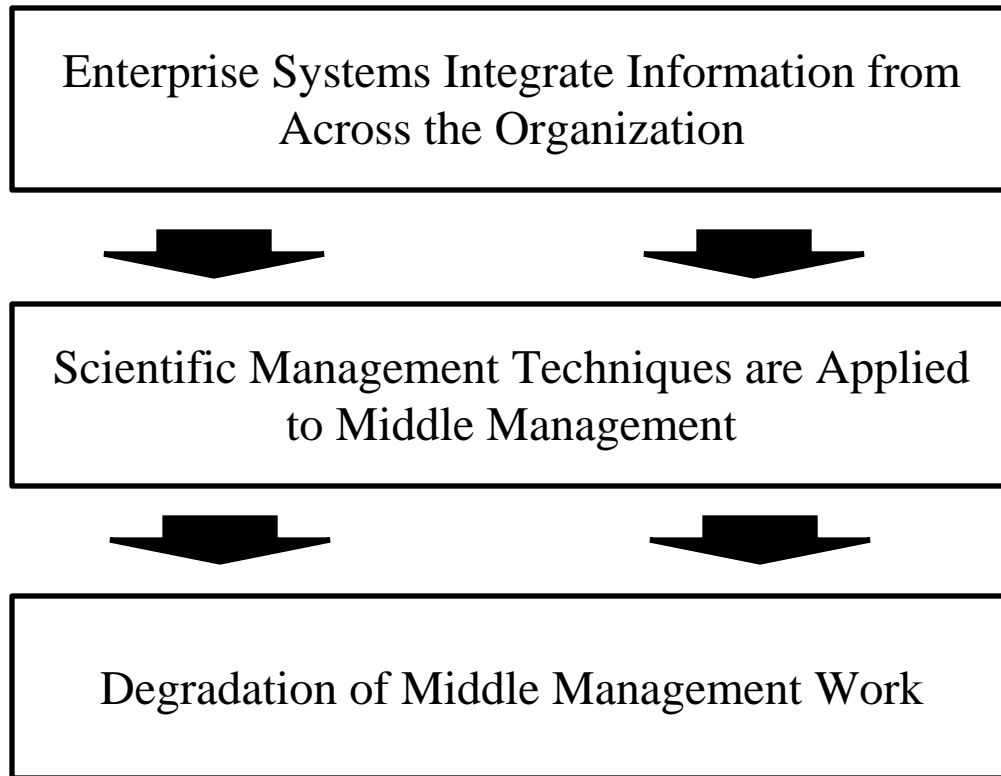 Enterprise Systems Integrate Information from
Across the Organization
Scientific Management Techniques are Applied
to Middle Management
Degradation of Middle Management Work